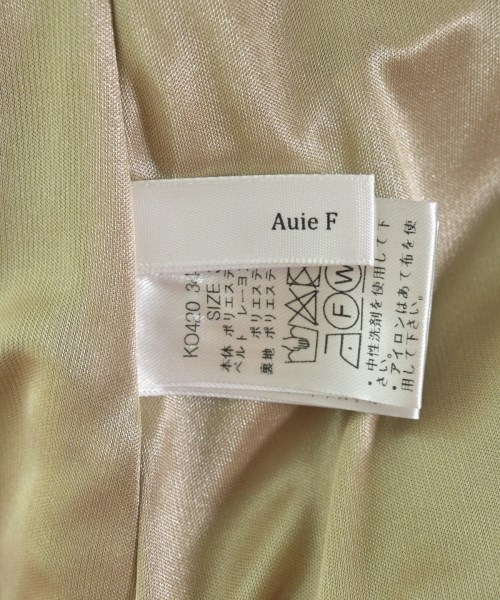 Auie F
KO420 34
SIZE
本体 ポリエステ
ベルト レーヨ
ポリエステ
裏地 ポリエステ
F
W
・中性洗剤を使用して下
さい。
・アイロンはあて布を使
用して下さい。